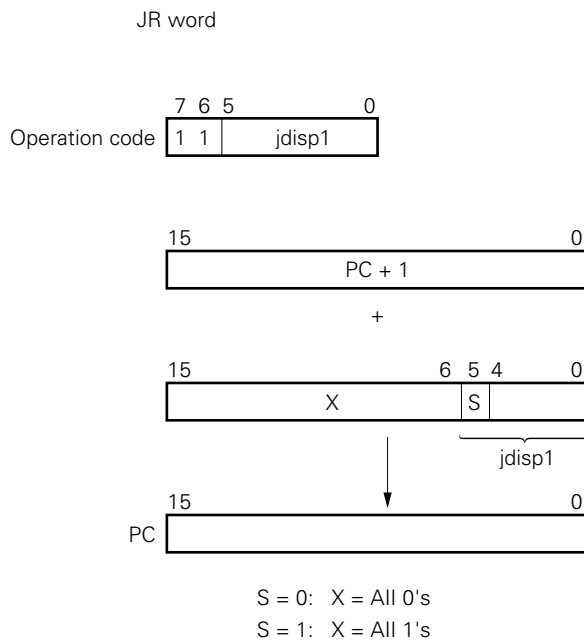 JR word
7 6 5 0
Operation code 1 1 jdisp1
15 0
PC + 1
+
15 6 5 4 0
X S
jdisp1
15 0
PC
S = 0: X = All 0's
S = 1: X = All 1's